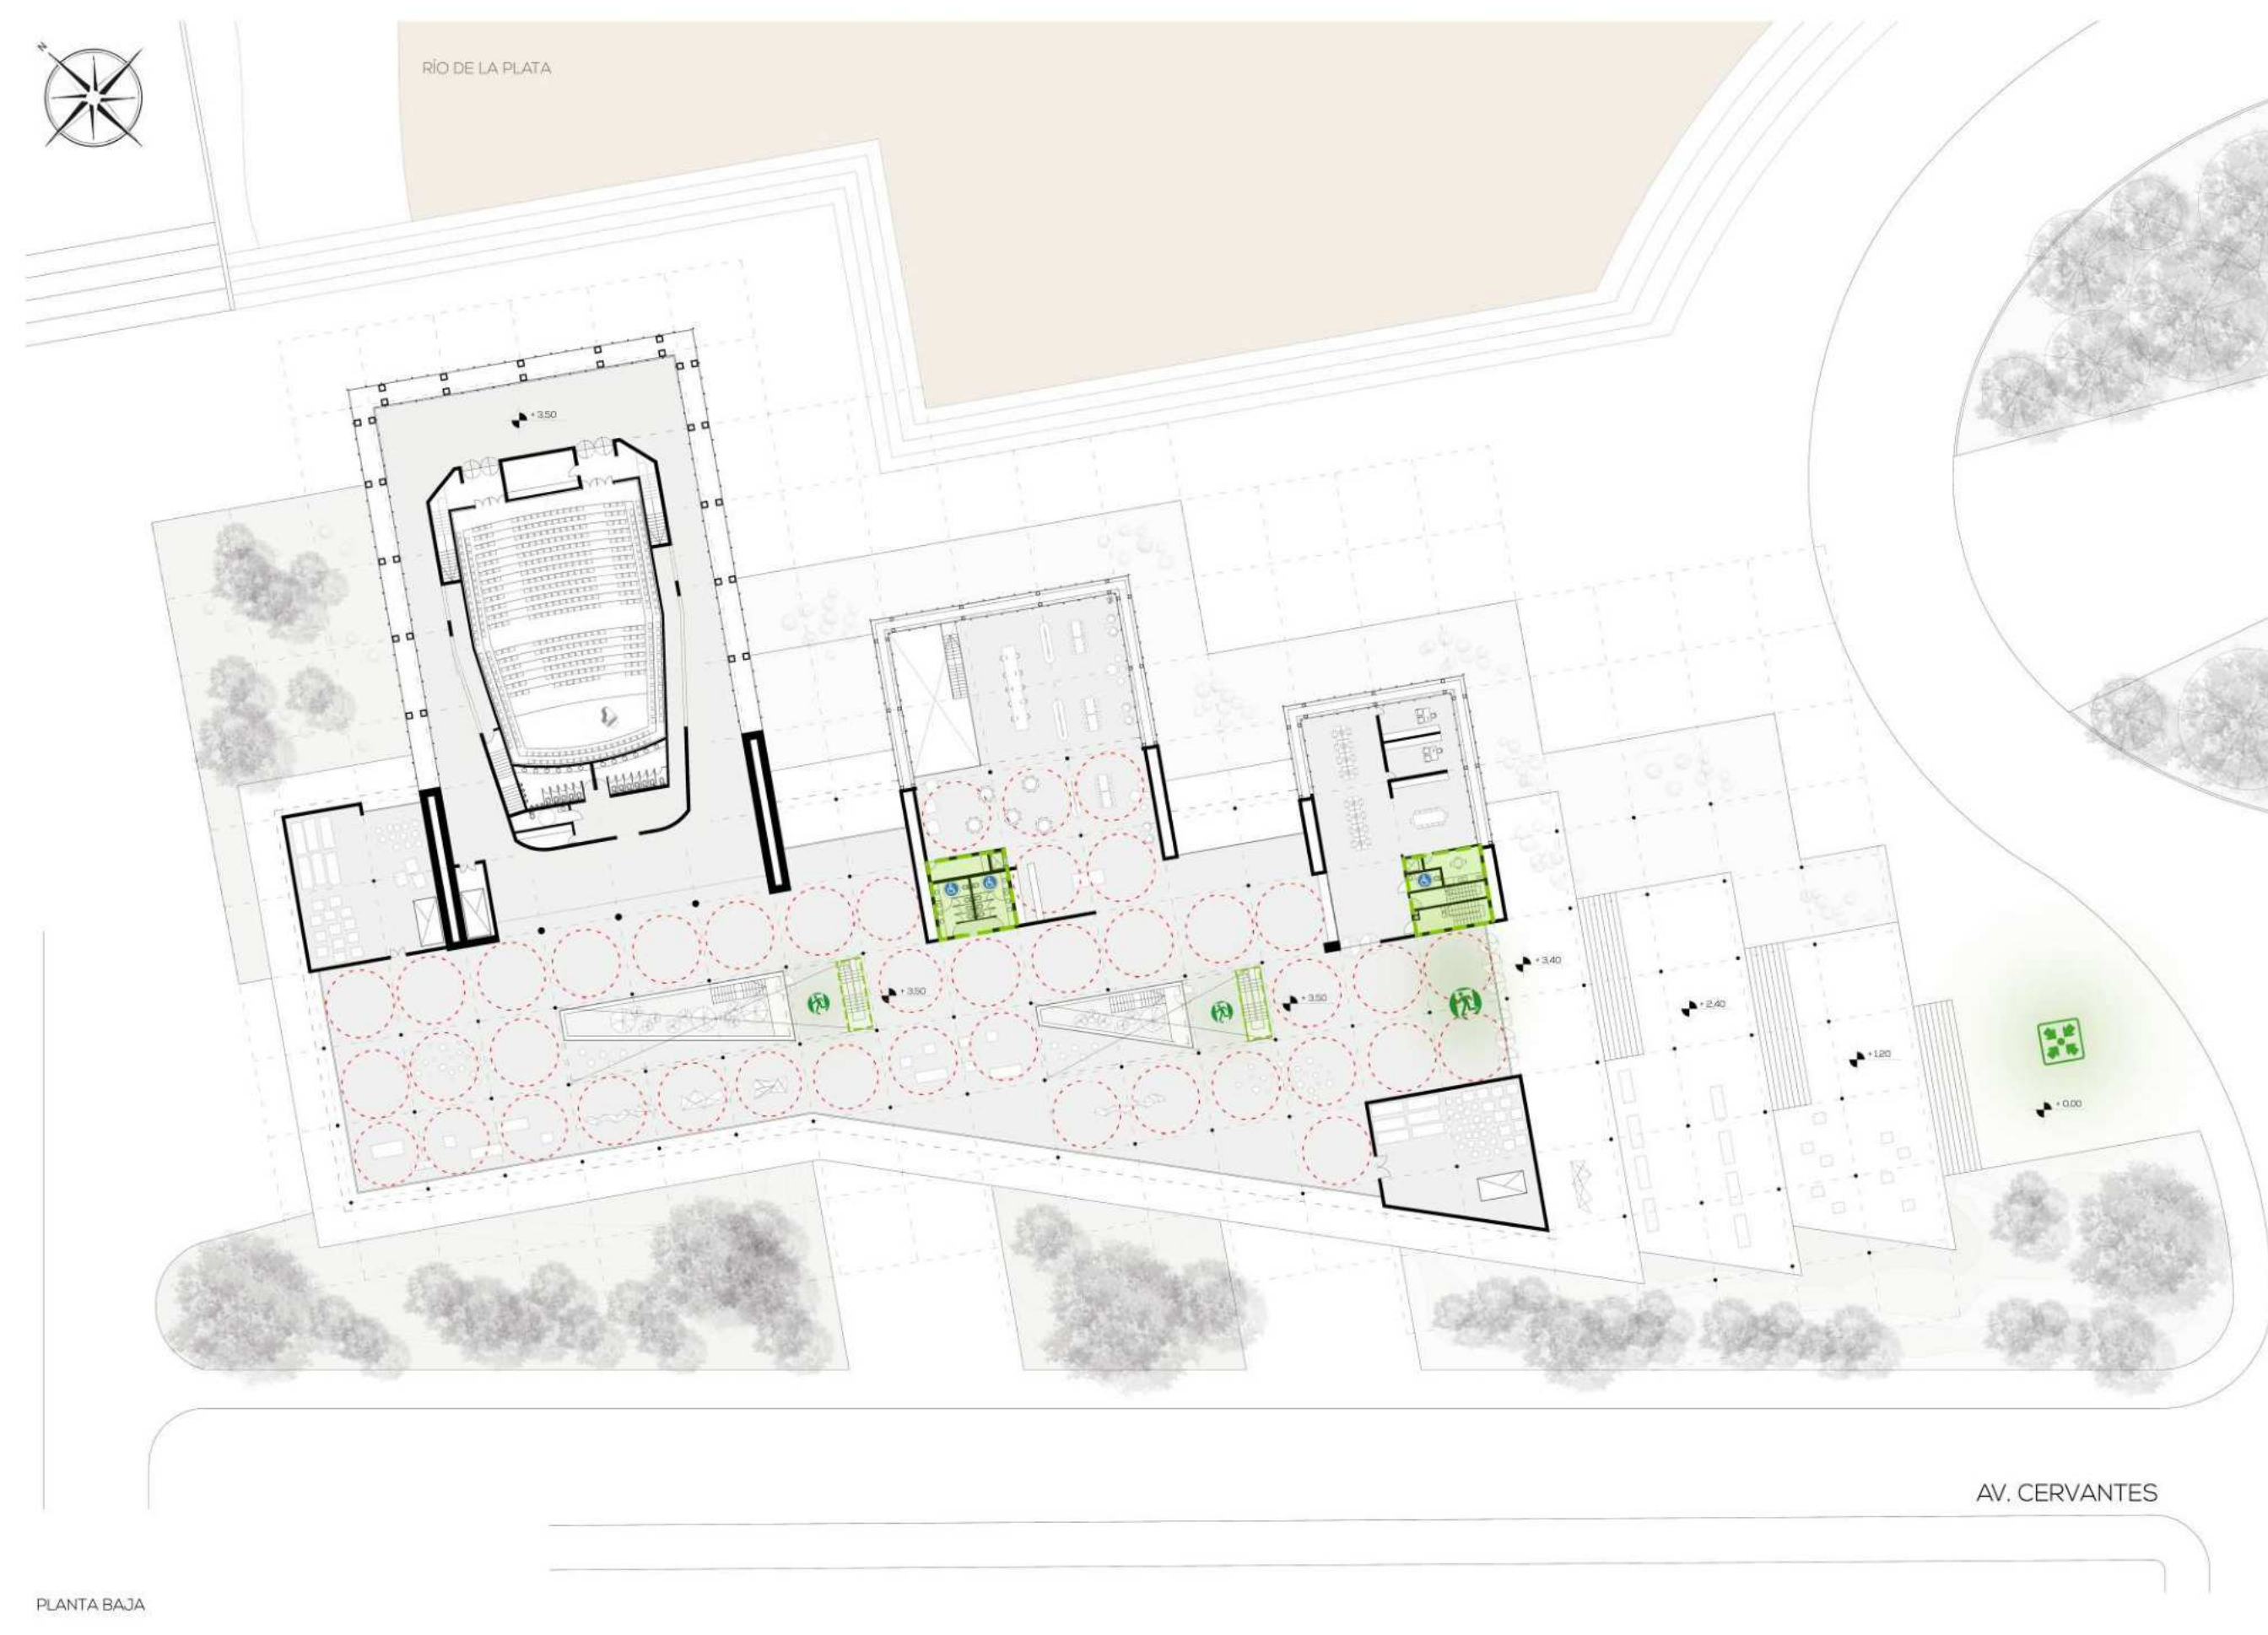 N
RÍO DE LA PLATA
+ 3.50
+ 3.40
+ 3.50
+ 3.50
+ 2.40
+ 1.20
+ 0.00
AV. CERVANTES
PLANTA BAJA